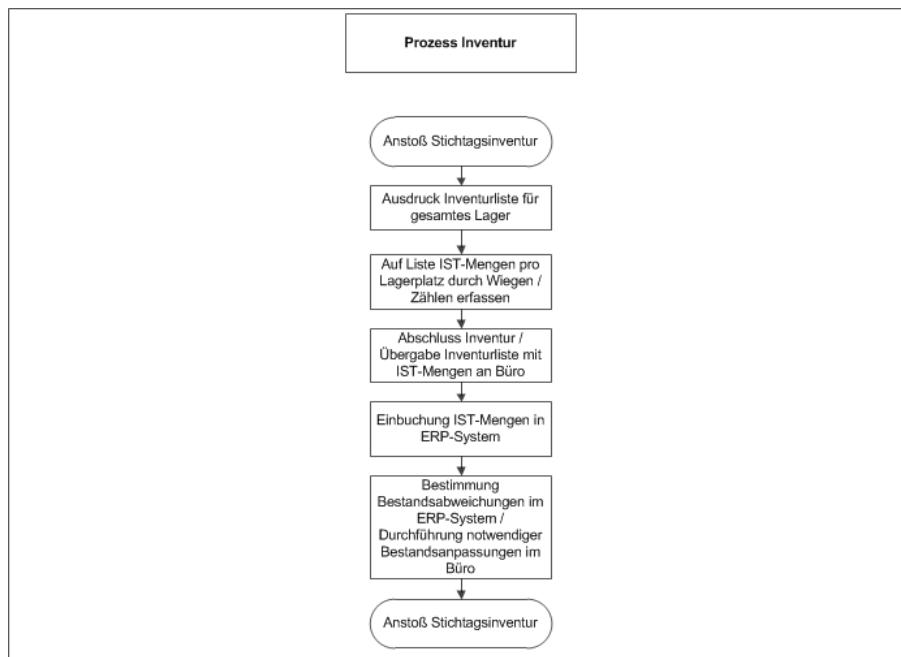 Prozess Inventur
Anstoß Stichtagsinventur
Ausdruck Inventurliste für
gesamtes Lager
Auf Liste IST-Mengen pro
Lagerplatz durch Wiegen /
Zählen erfassen
Abschluss Inventur /
Übergabe Inventurliste mit
IST-Mengen an Büro
Einbuchung IST-Mengen in
ERP-System
Bestimmung
Bestandsabweichungen im
ERP-System /
Durchführung notwendiger
Bestandsanpassungen im
Büro
Anstoß Stichtagsinventur